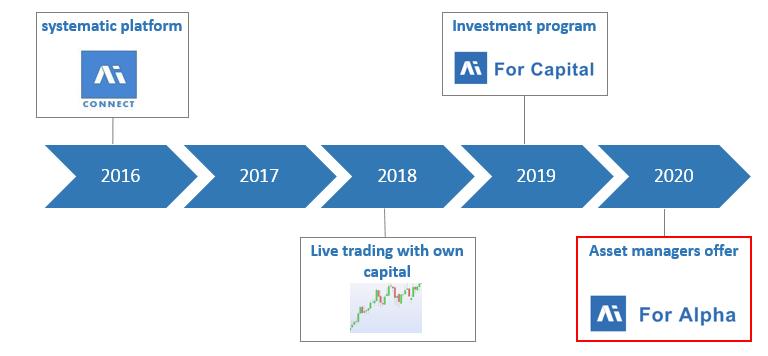 systematic platform
Ai
CONNECT
Investment program
Ai For Capital
2016
2017
2018
2019
2020
Live trading with own
capital
Asset managers offer
Ai For Alpha